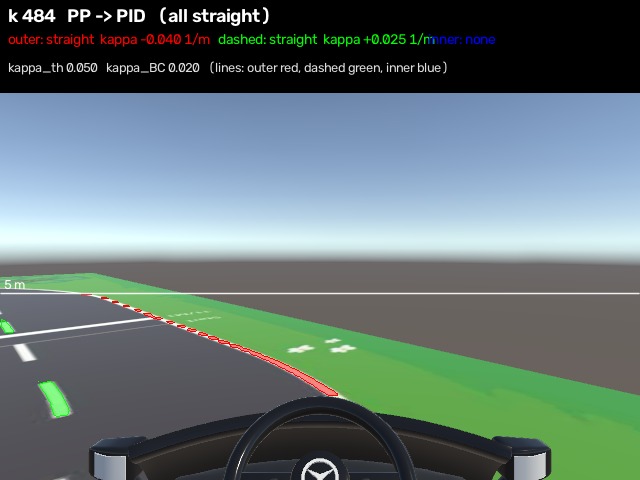 k 484 PP -> PID (all straight)
outer: straight kappa -0.040 1/m dashed: straight kappa +0.025 1/m inner: none
kappa_th 0.050 kappa_BC 0.020 (lines: outer red, dashed green, inner blue)
5 m